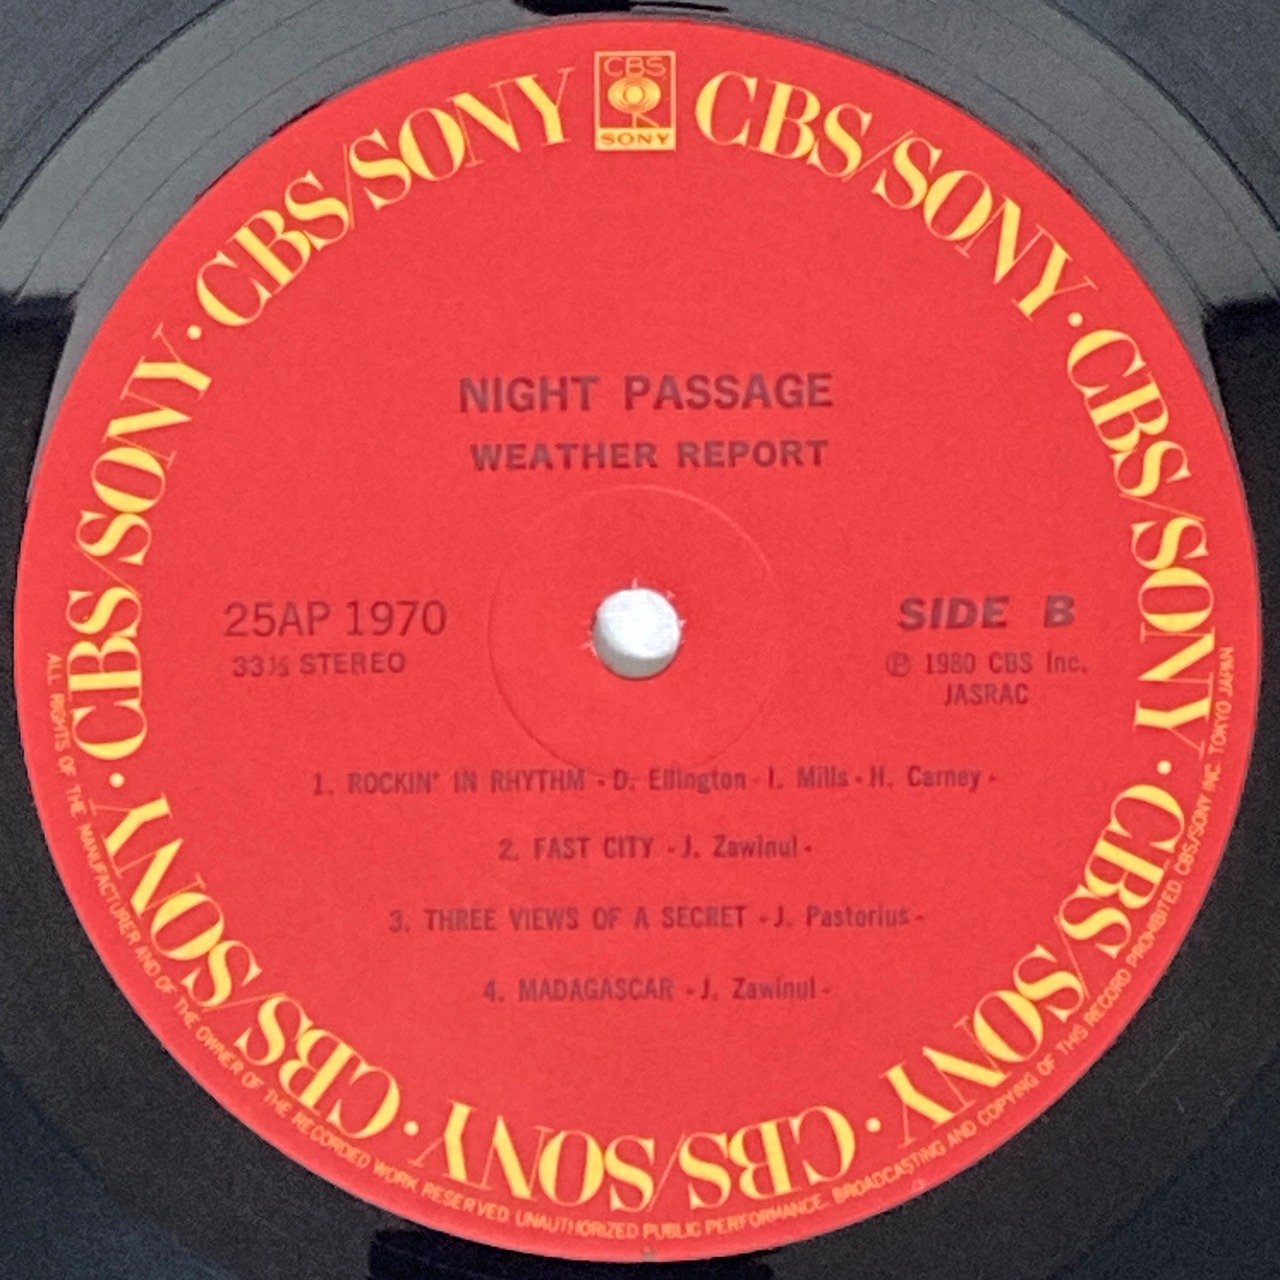 CBS
SONY
CBS/SONY · CBS/SONY · CBS/SONY · CBS/SONY · CBS/SONY · CBS/SONY · CBS/SONY
NIGHT PASSAGE
WEATHER REPORT
25AP 1970
33⅓ STEREO
SIDE B
Ⓟ 1980 CBS Inc.
JASRAC
1. ROCKIN' IN RHYTHM - D. Ellington - I. Mills - H. Carney -
2. FAST CITY - J. Zawinul -
3. THREE VIEWS OF A SECRET - J. Pastorius -
4. MADAGASCAR - J. Zawinul -
ALL RIGHTS OF THE MANUFACTURER AND OF THE OWNER OF THE RECORDED WORK RESERVED. UNAUTHORIZED PUBLIC PERFORMANCE. BROADCASTING AND COPYING OF THIS RECORD PROHIBITED. CBS/SONY INC. TOKYO JAPAN